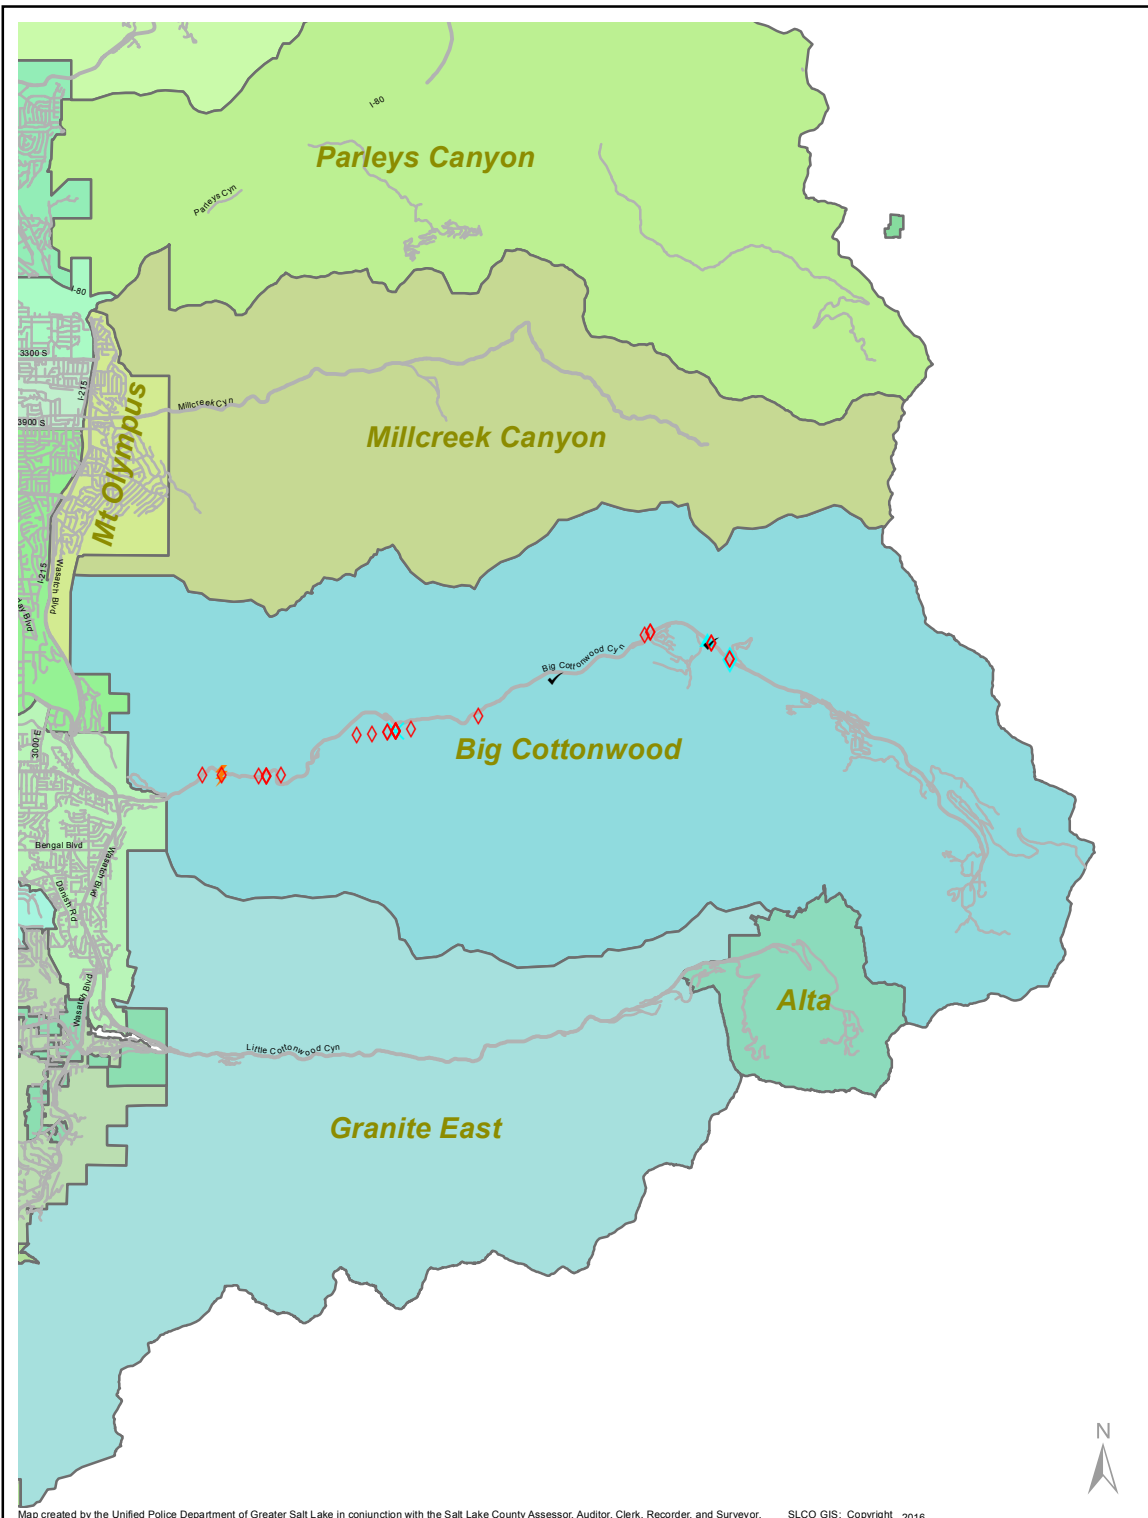 I-80
Parleys Canyon
Parleys Cyn
I-80
3300 S
I-215
Millcreek Cyn
3900 S
Mt Olympus
Millcreek Canyon
I-215
Wasatch Blvd
ay Blvd
Big Cottonwood Cyn
3000 E
Big Cottonwood
Bengal Blvd
Wasatch Blvd
Danish Rd
Wasatch Blvd
Alta
Little Cottonwood Cyn
Granite East
N
Map created by the Unified Police Department of Greater Salt Lake in conjunction with the Salt Lake County Assessor, Auditor, Clerk, Recorder, and Surveyor. SLCO GIS: Copyright 2016